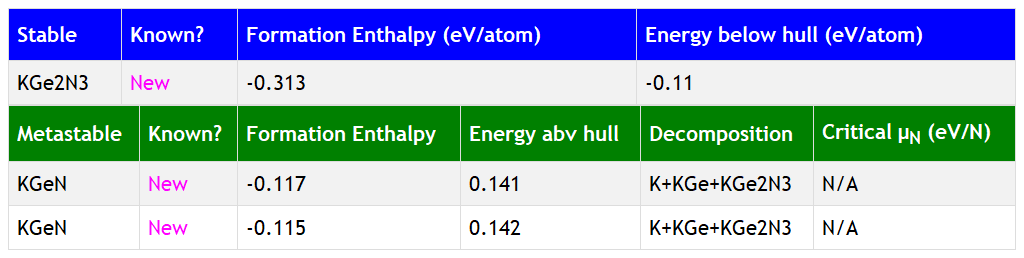 Stable Known? Formation Enthalpy (eV/atom) Energy below hull (eV/atom)
KGe2N3 New -0.313 -0.11
Metastable Known? Formation Enthalpy Energy abv hull Decomposition Critical μN (eV/N)
KGeN New -0.117 0.141 K+KGe+KGe2N3 N/A
KGeN New -0.115 0.142 K+KGe+KGe2N3 N/A